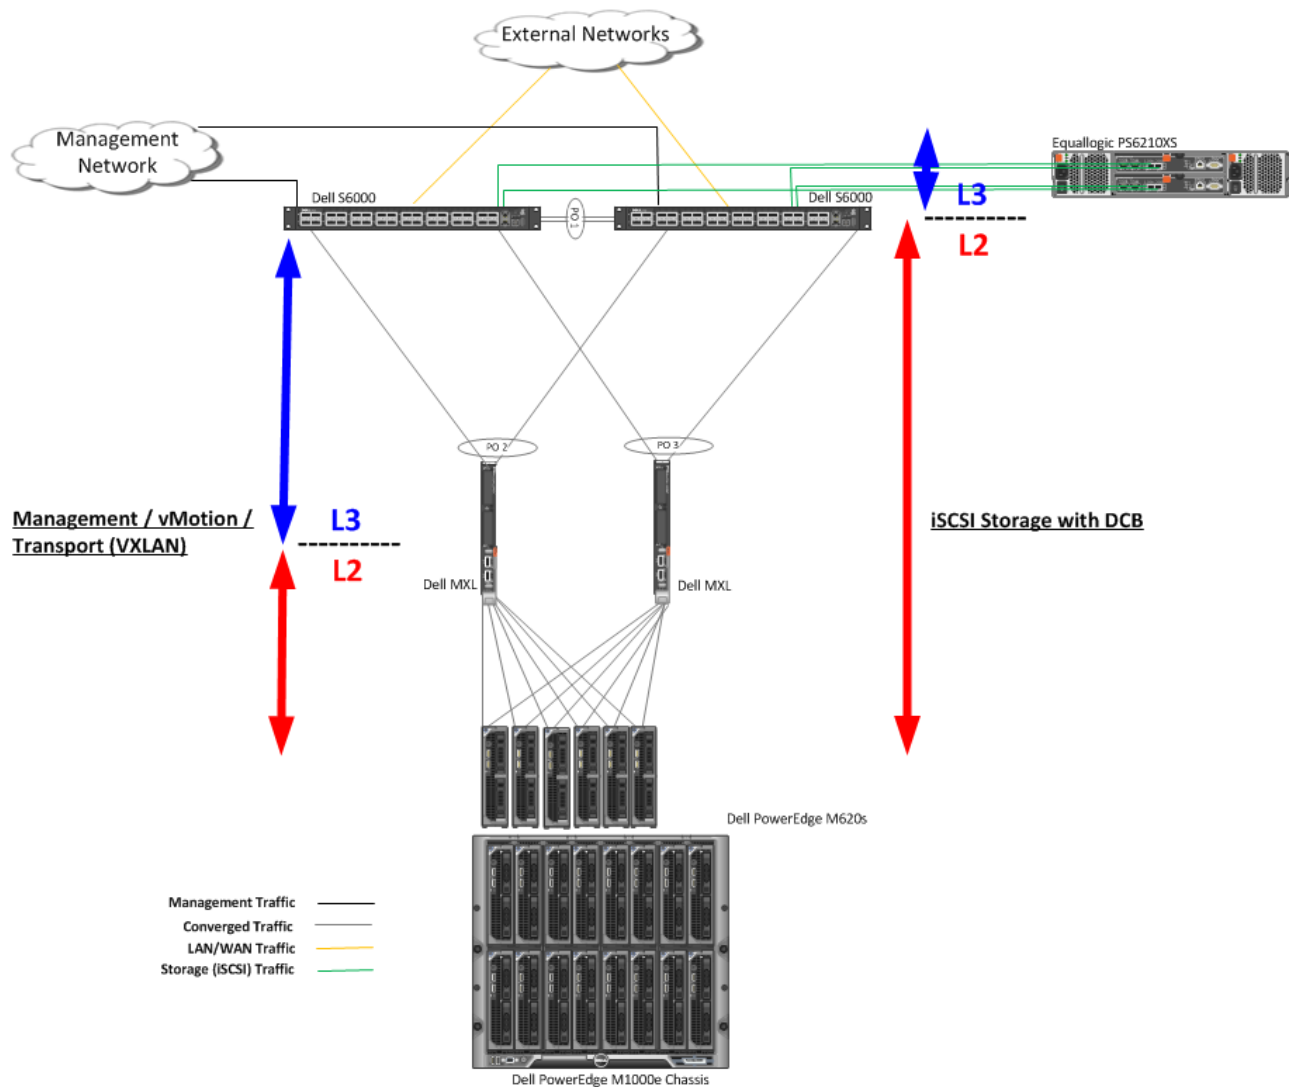 External Networks
Management
Network
Equallogic PS6210XS
Dell S6000
Dell S6000
PO 1
L3
L2
PO 2
PO 3
Management / vMotion /
Transport (VXLAN)
L3
L2
iSCSI Storage with DCB
Dell MXL
Dell MXL
Dell PowerEdge M620s
Management Traffic
Converged Traffic
LAN/WAN Traffic
Storage (iSCSI) Traffic
Dell PowerEdge M1000e Chassis